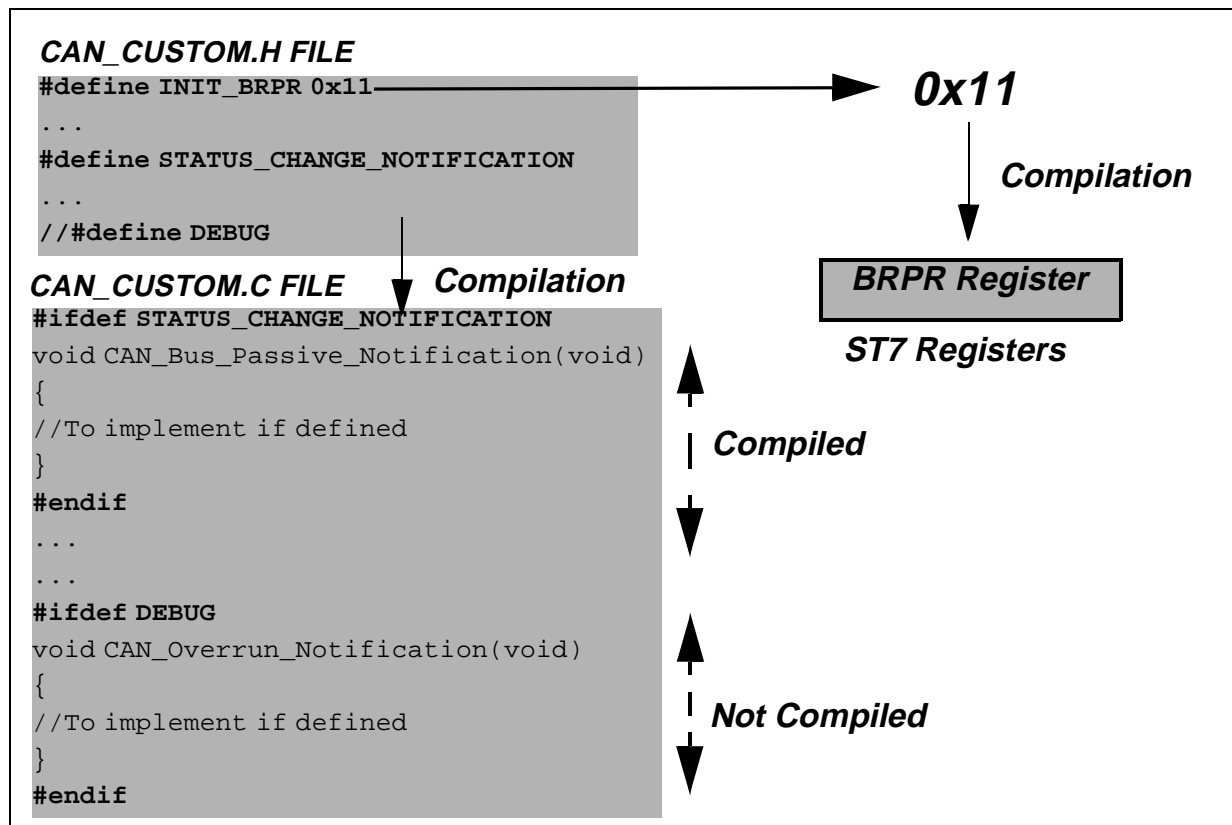 CAN_CUSTOM.H FILE
#define INIT_BRPR 0x11
...
#define STATUS_CHANGE_NOTIFICATION
...
//#define DEBUG
0x11
Compilation
BRPR Register
ST7 Registers
Compilation
CAN_CUSTOM.C FILE
#ifdef STATUS_CHANGE_NOTIFICATION
void CAN_Bus_Passive_Notification(void)
{
//To implement if defined
}
#endif
...
...
#ifdef DEBUG
void CAN_Overrun_Notification(void)
{
//To implement if defined
}
#endif
Compiled
Not Compiled